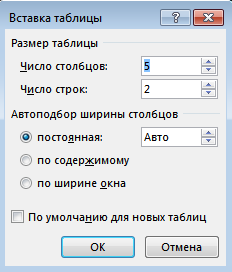 Вставка таблицы
Размер таблицы
Число столбцов: 5
Число строк: 2
Автоподбор ширины столбцов
постоянная: Авто
по содержимому
по ширине окна
По умолчанию для новых таблиц
ОК Отмена